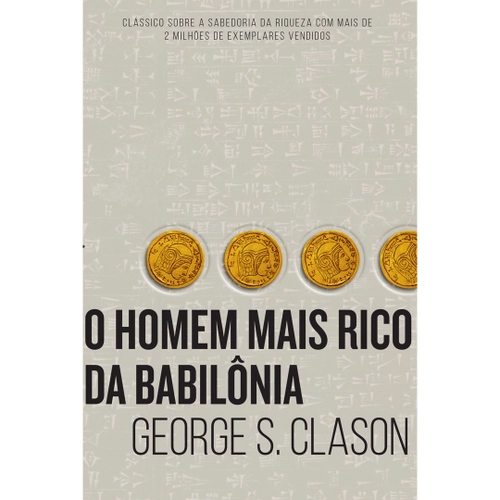 CLÁSSICO SOBRE A SABEDORIA DA RIQUEZA COM MAIS DE
2 MILHÕES DE EXEMPLARES VENDIDOS
O HOMEM MAIS RICO
DA BABILÔNIA
GEORGE S. CLASON